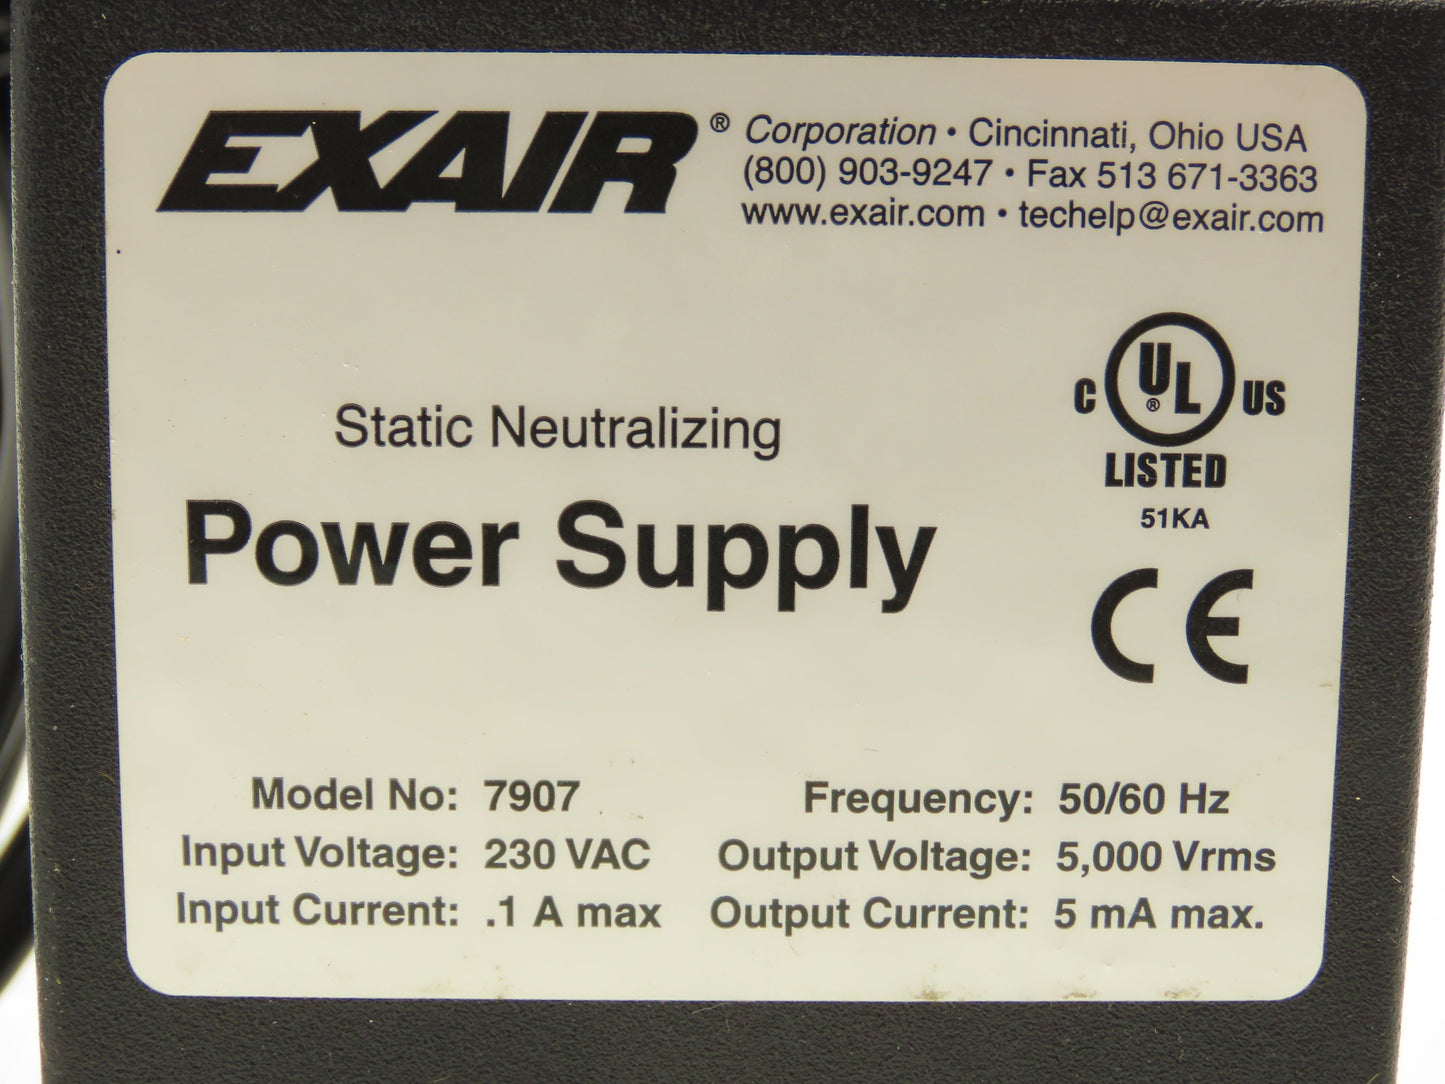 EXAIR® Corporation • Cincinnati, Ohio USA
(800) 903-9247 • Fax 513 671-3363
www.exair.com • techelp@exair.com
C UL® US
LISTED
51KA
Static Neutralizing
Power Supply
CE
Model No: 7907
Input Voltage: 230 VAC
Input Current: .1 A max
Frequency: 50/60 Hz
Output Voltage: 5,000 Vrms
Output Current: 5 mA max.